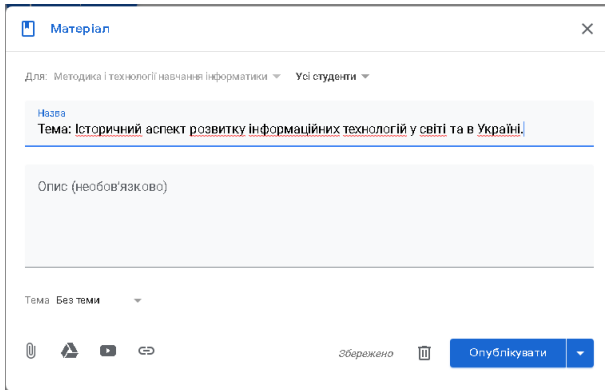 Матеріал
Для: Методика і технології навчання інформатики Усі студенти
Назва
Тема: Історичний аспект розвитку інформаційних технологій у світі та в Україні.
Опис (необов'язково)
Тема Без теми
Збережено Опублікувати